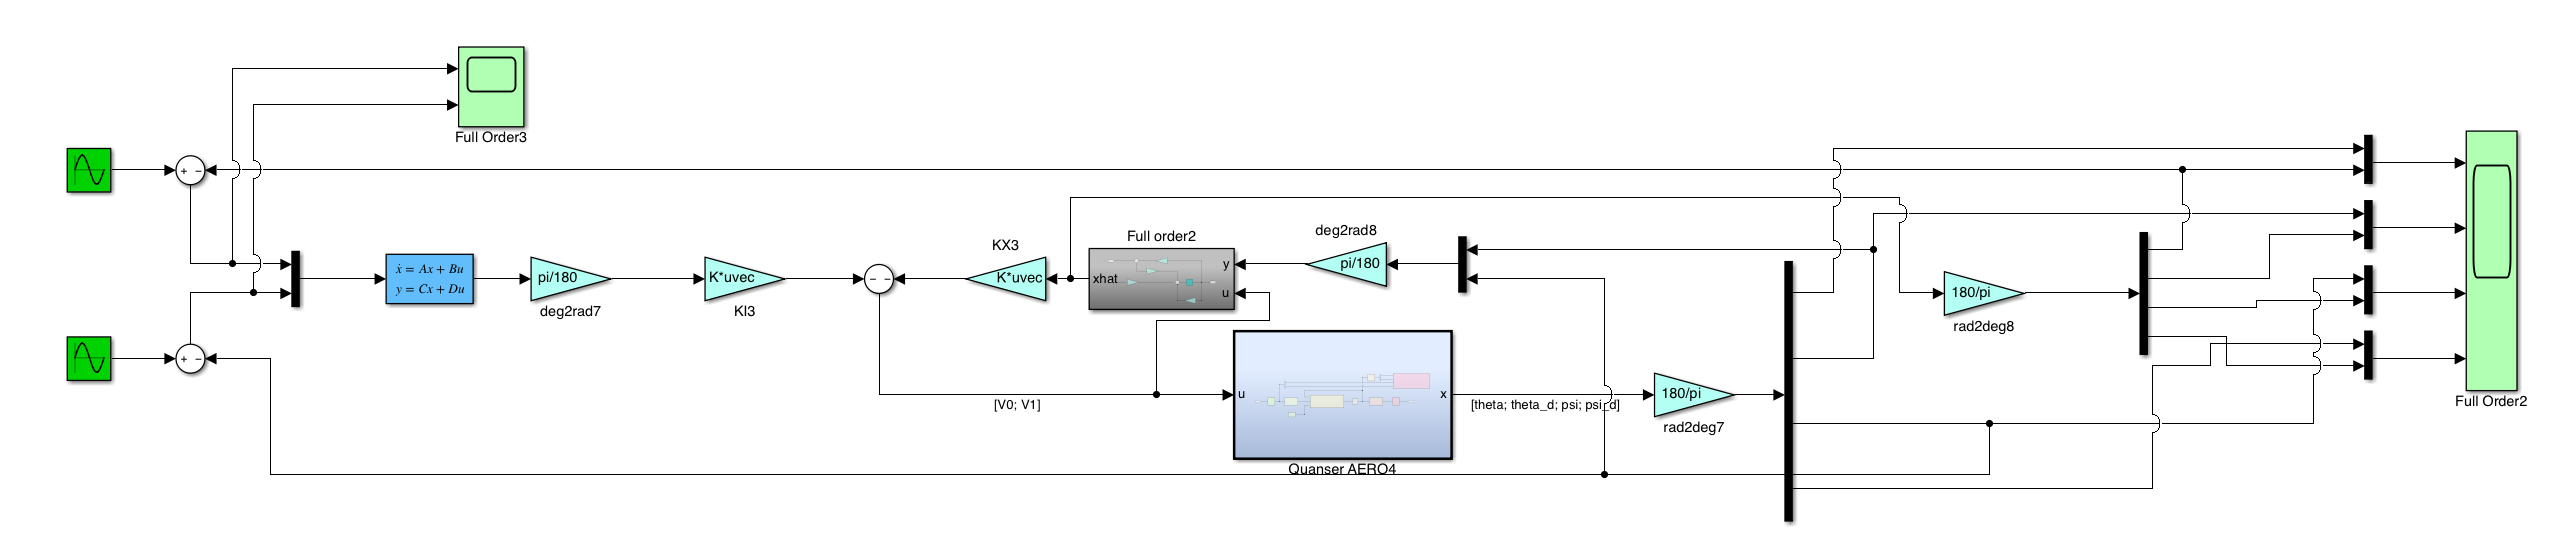 Full Order3
+ −
ẋ = Ax + Bu
y = Cx + Du
pi/180
deg2rad7
K*uvec
KI3
− −
KX3
K*uvec
Full order2
xhat
y
u
deg2rad8
pi/180
[V0; V1]
u
x
Quanser AERO4
[theta; theta_d; psi; psi_d]
180/pi
rad2deg7
180/pi
rad2deg8
Full Order2
+ −